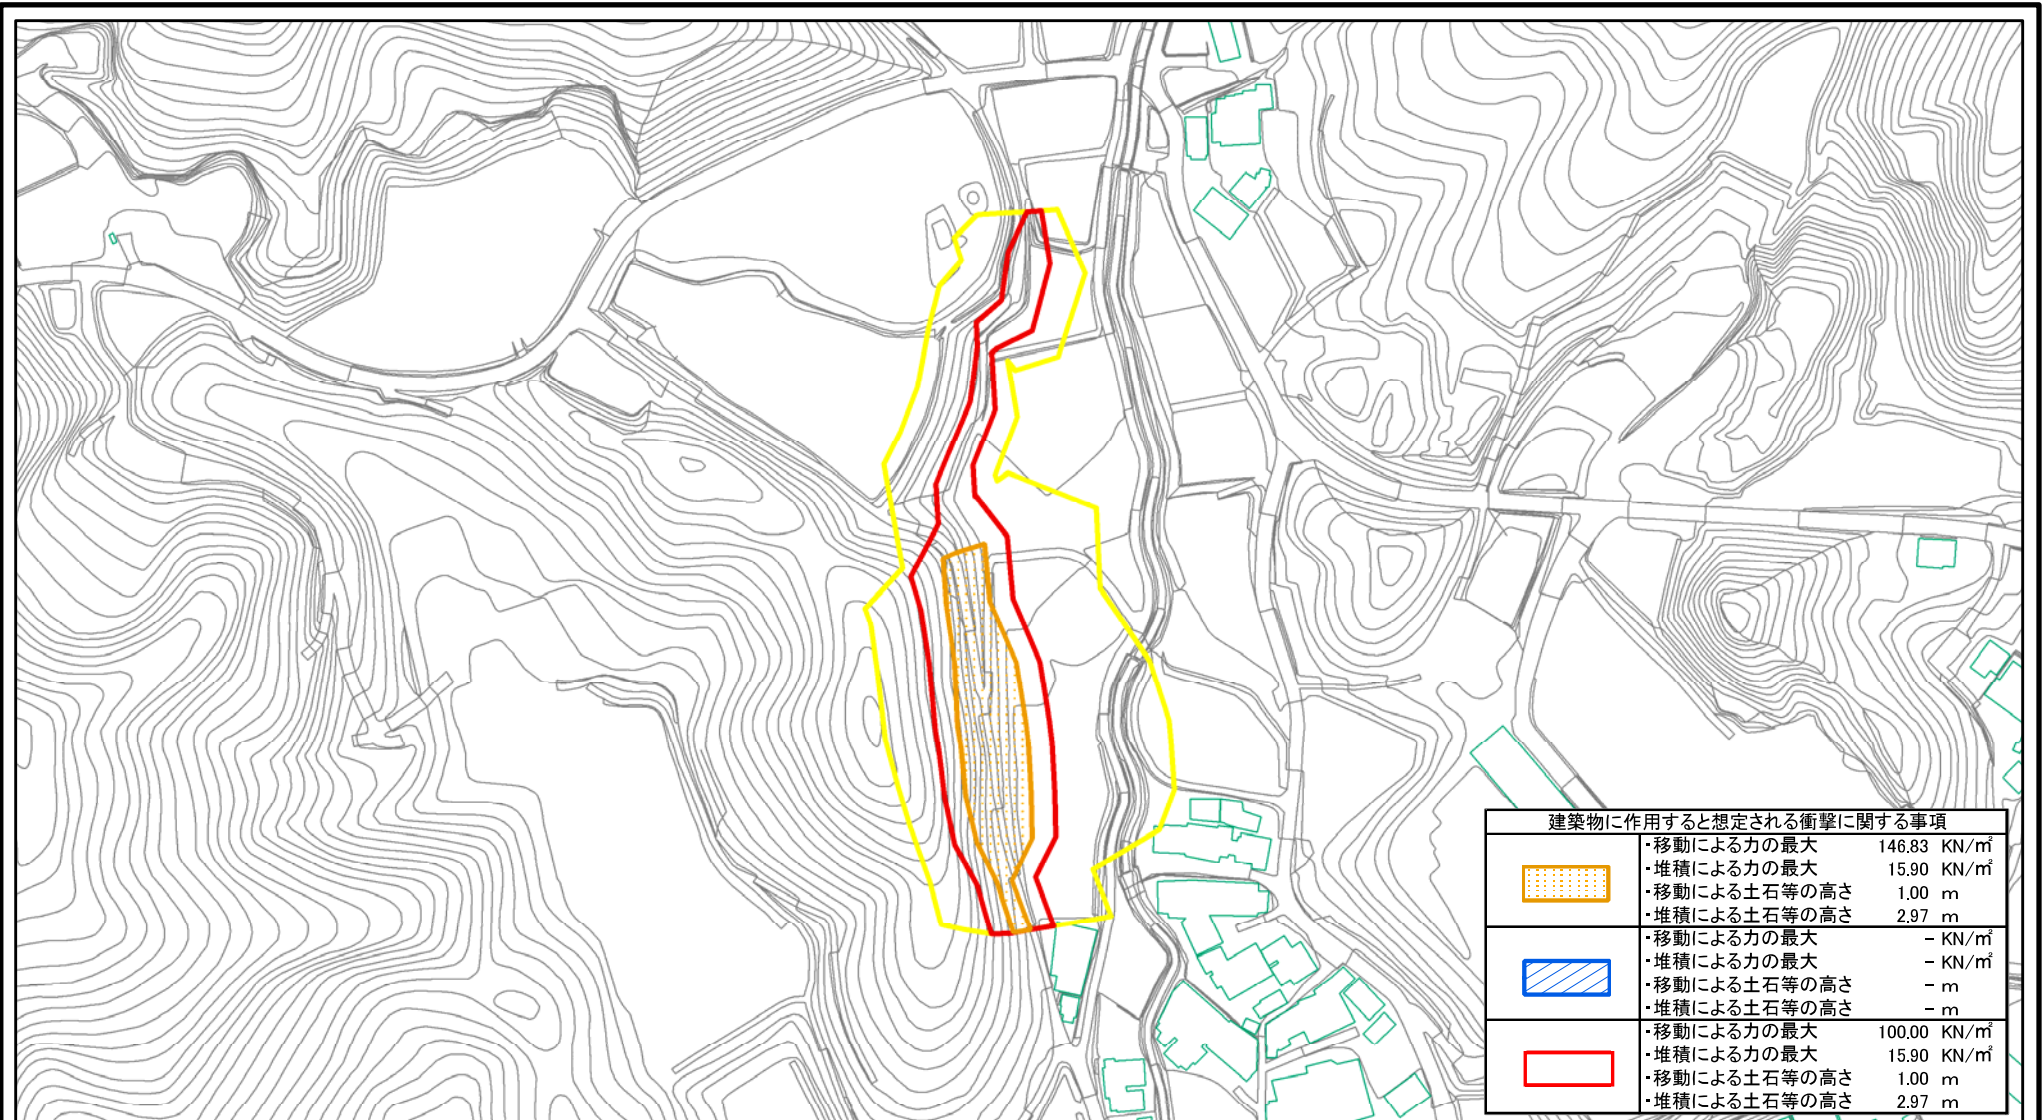 建築物に作用すると想定される衝撃に関する事項
・移動による力の最大 146.83 KN/㎡
・堆積による力の最大 15.90 KN/㎡
・移動による土石等の高さ 1.00 m
・堆積による土石等の高さ 2.97 m
・移動による力の最大 − KN/㎡
・堆積による力の最大 − KN/㎡
・移動による土石等の高さ − m
・堆積による土石等の高さ − m
・移動による力の最大 100.00 KN/㎡
・堆積による力の最大 15.90 KN/㎡
・移動による土石等の高さ 1.00 m
・堆積による土石等の高さ 2.97 m